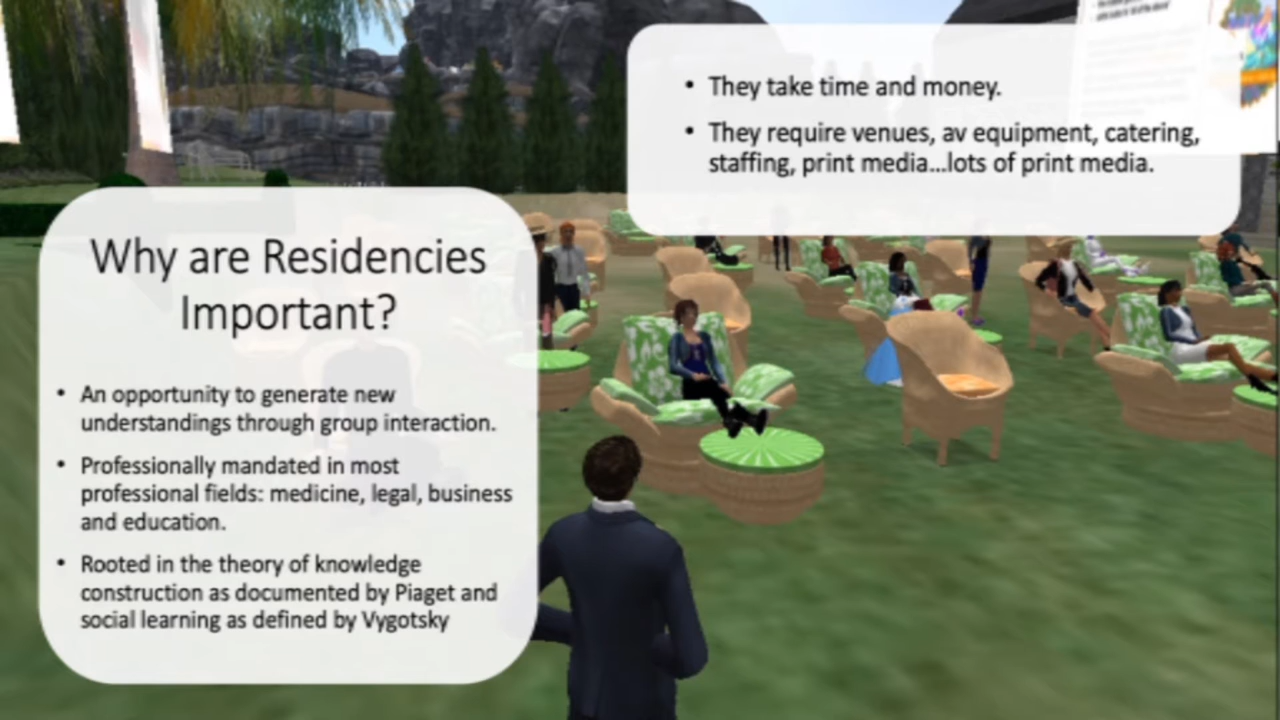 Why are Residencies
Important?
• An opportunity to generate new
understandings through group interaction.
• Professionally mandated in most
professional fields: medicine, legal, business
and education.
• Rooted in the theory of knowledge
construction as documented by Piaget and
social learning as defined by Vygotsky
• They take time and money.
• They require venues, av equipment, catering,
staffing, print media...lots of print media.